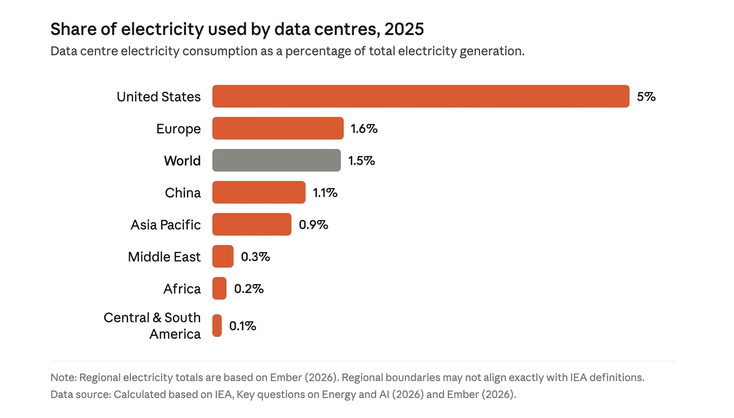 Share of electricity used by data centres, 2025
Data centre electricity consumption as a percentage of total electricity generation.
United States 5%
Europe 1.6%
World 1.5%
China 1.1%
Asia Pacific 0.9%
Middle East 0.3%
Africa 0.2%
Central & South
America 0.1%
Note: Regional electricity totals are based on Ember (2026). Regional boundaries may not align exactly with IEA definitions.
Data source: Calculated based on IEA, Key questions on Energy and AI (2026) and Ember (2026).